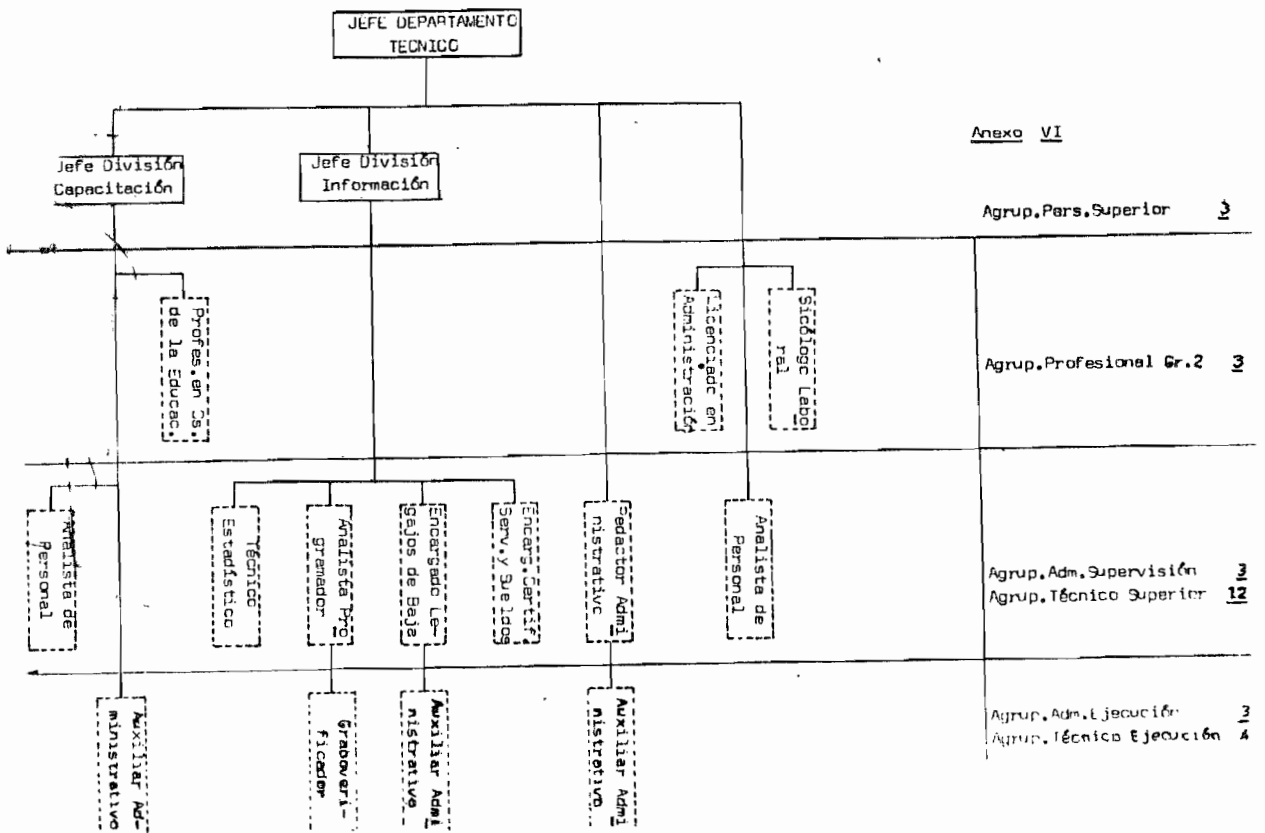 JEFE DEPARTAMENTO
TECNICO
Anexo VI
Jefe División
Capacitación
Jefe División
Información
Agrup.Pers.Superior 3
Profes.en Cs.
de la Educac.
Licenciado en
Administración
Sicólogo Labo
ral
Agrup.Profesional Gr.2 3
Analista de
Personal
Técnico
Estadístico
Analista Pro
gramador
Encargado Le-
gajos de Baja
Encarg.Certif.
Serv.y Sueldos
Redactor Admi
nistrativo
Analista de
Personal
Agrup.Adm.Supervisión 3
Agrup.Técnico Superior 12
Auxiliar Ad-
ministrativo
Graboveri-
ficador
Auxiliar Admi
nistrativo
Auxiliar Admi
nistrativo
Agrup.Adm.Ejecución 3
Agrup.Técnico Ejecución 4